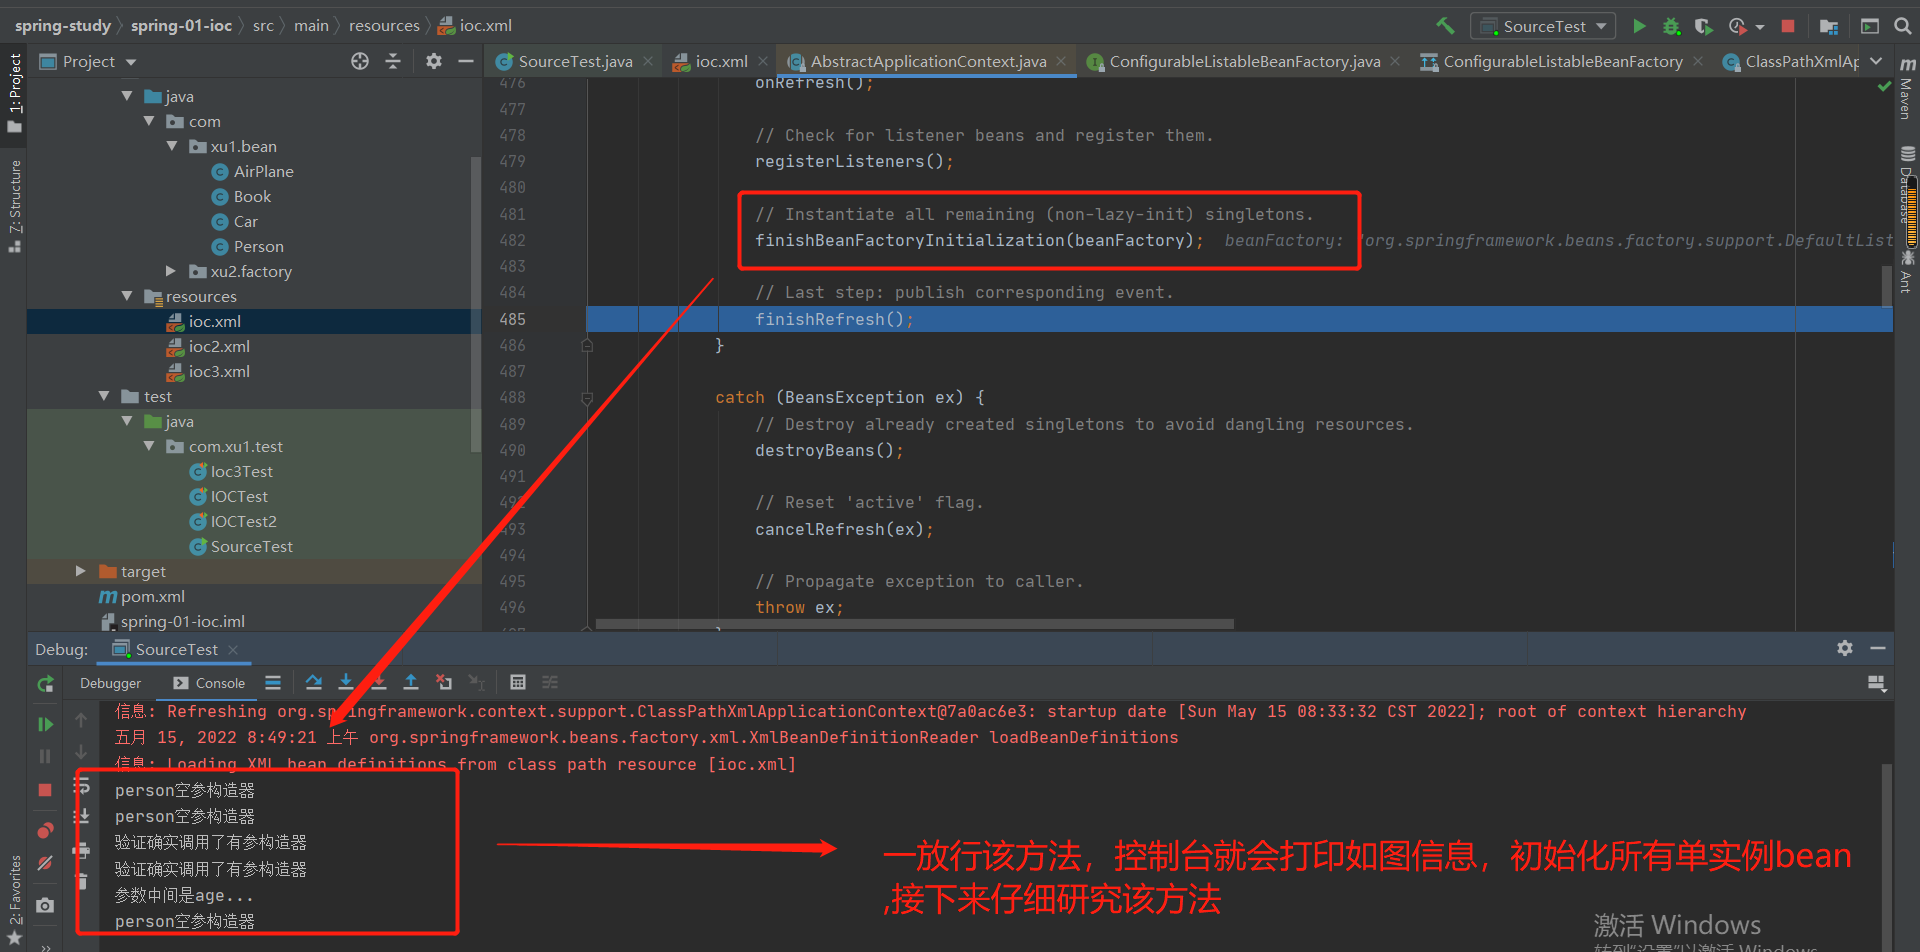 spring-study spring-01-ioc src main resources ioc.xml SourceTest
Project
SourceTest.java ioc.xml AbstractApplicationContext.java ConfigurableListableBeanFactory.java ConfigurableListableBeanFactory ClassPathXmlAp
1: Project
7: Structure
2: Favorites
Maven
Database
Ant
java
com
xu1.bean
AirPlane
Book
Car
Person
xu2.factory
resources
ioc.xml
ioc2.xml
ioc3.xml
test
java
com.xu1.test
Ioc3Test
IOCTest
IOCTest2
SourceTest
target
pom.xml
spring-01-ioc.iml
476 onRefresh();
477
478 // Check for listener beans and register them.
479 registerListeners();
480
481 // Instantiate all remaining (non-lazy-init) singletons.
482 finishBeanFactoryInitialization(beanFactory); beanFactory: "org.springframework.beans.factory.support.DefaultList
483
484 // Last step: publish corresponding event.
485 finishRefresh();
486 }
487
488 catch (BeansException ex) {
489 // Destroy already created singletons to avoid dangling resources.
490 destroyBeans();
491
492 // Reset 'active' flag.
493 cancelRefresh(ex);
494
495 // Propagate exception to caller.
496 throw ex;
Debug: SourceTest
Debugger Console
信息: Refreshing org.springframework.context.support.ClassPathXmlApplicationContext@7a0ac6e3: startup date [Sun May 15 08:33:32 CST 2022]; root of context hierarchy
五月 15, 2022 8:49:21 上午 org.springframework.beans.factory.xml.XmlBeanDefinitionReader loadBeanDefinitions
信息: Loading XML bean definitions from class path resource [ioc.xml]
person空参构造器
person空参构造器
验证确实调用了有参构造器
验证确实调用了有参构造器
参数中间是age...
person空参构造器
一放行该方法，控制台就会打印如图信息，初始化所有单实例bean
,接下来仔细研究该方法
激活 Windows
转到"设置"以激活 Windows